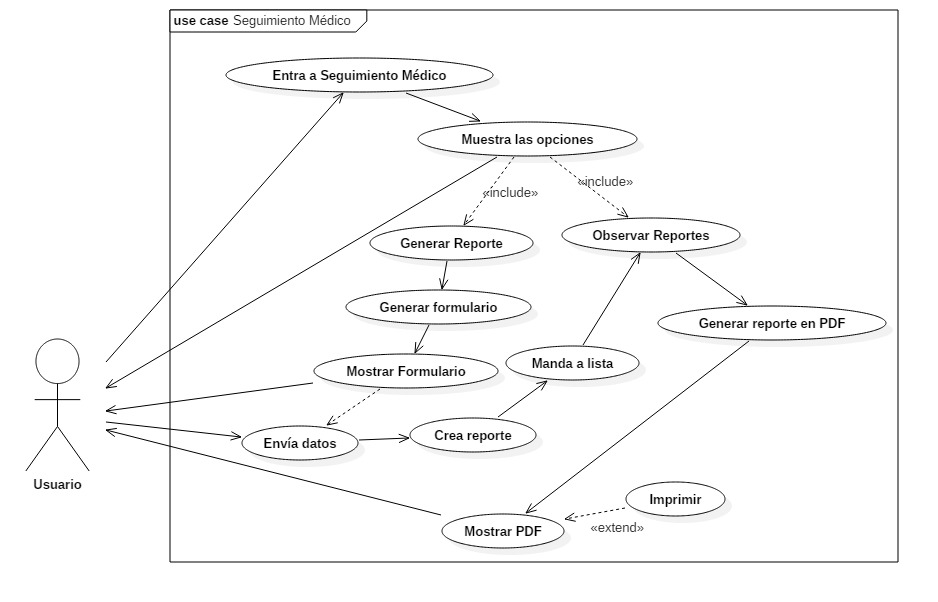 use case Seguimiento Médico
Entra a Seguimiento Médico
Muestra las opciones
«include»
«include»
Generar Reporte
Observar Reportes
Generar formulario
Generar reporte en PDF
Mostrar Formulario
Manda a lista
Envía datos
Crea reporte
Usuario
Imprimir
Mostrar PDF
«extend»